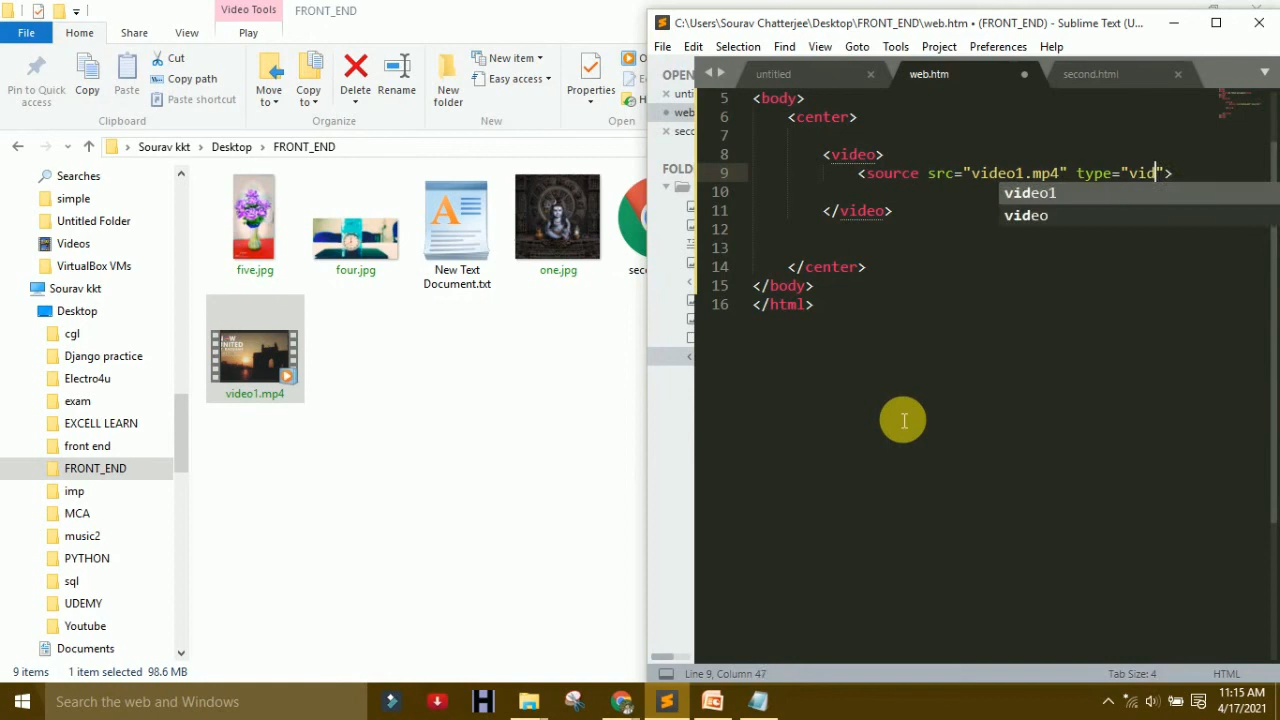 Video Tools
FRONT_END
File
Home
Share
View
Play
Pin to Quick access
Copy
Paste
Cut
Copy path
Paste shortcut
Clipboard
Move to
Copy to
Delete
Rename
Organize
New folder
New item
Easy access
New
Properties
Open
Sourav kkt
Desktop
FRONT_END
Searches
simple
Untitled Folder
Videos
VirtualBox VMs
Sourav kkt
Desktop
cgl
Django practice
Electro4u
exam
EXCELL LEARN
front end
FRONT_END
imp
MCA
music2
PYTHON
sql
UDEMY
Youtube
Documents
five.jpg
four.jpg
New Text Document.txt
one.jpg
video1.mp4
9 items
1 item selected 98.6 MB
C:\Users\Sourav Chatterjee\Desktop\FRONT_END\web.htm • (FRONT_END) - Sublime Text (U...
File Edit Selection Find View Goto Tools Project Preferences Help
untitled
web.htm
second.html
5 <body>
6 <center>
7
8 <video>
9 <source src="video1.mp4" type="vid">
10
11 </video>
12
13
14 </center>
15 </body>
16 </html>
video1
video
Line 9, Column 47
Tab Size: 4
HTML
Search the web and Windows
11:15 AM
4/17/2021